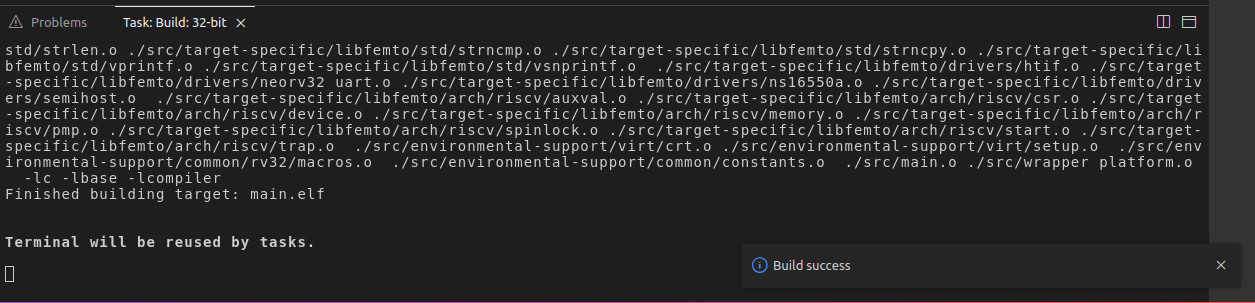 Problems Task: Build: 32-bit
std/strlen.o ./src/target-specific/libfemto/std/strncmp.o ./src/target-specific/libfemto/std/strncpy.o ./src/target-specific/li
bfemto/std/vprintf.o ./src/target-specific/libfemto/std/vsnprintf.o  ./src/target-specific/libfemto/drivers/htif.o ./src/target
-specific/libfemto/drivers/neorv32 uart.o ./src/target-specific/libfemto/drivers/ns16550a.o ./src/target-specific/libfemto/driv
ers/semihost.o  ./src/target-specific/libfemto/arch/riscv/auxval.o ./src/target-specific/libfemto/arch/riscv/csr.o ./src/target
-specific/libfemto/arch/riscv/device.o ./src/target-specific/libfemto/arch/riscv/memory.o ./src/target-specific/libfemto/arch/r
iscv/pmp.o ./src/target-specific/libfemto/arch/riscv/spinlock.o ./src/target-specific/libfemto/arch/riscv/start.o ./src/target-
specific/libfemto/arch/riscv/trap.o  ./src/environmental-support/virt/crt.o ./src/environmental-support/virt/setup.o  ./src/env
ironmental-support/common/rv32/macros.o  ./src/environmental-support/common/constants.o  ./src/main.o ./src/wrapper platform.o
-lc -lbase -lcompiler
Finished building target: main.elf
Terminal will be reused by tasks.
Build success